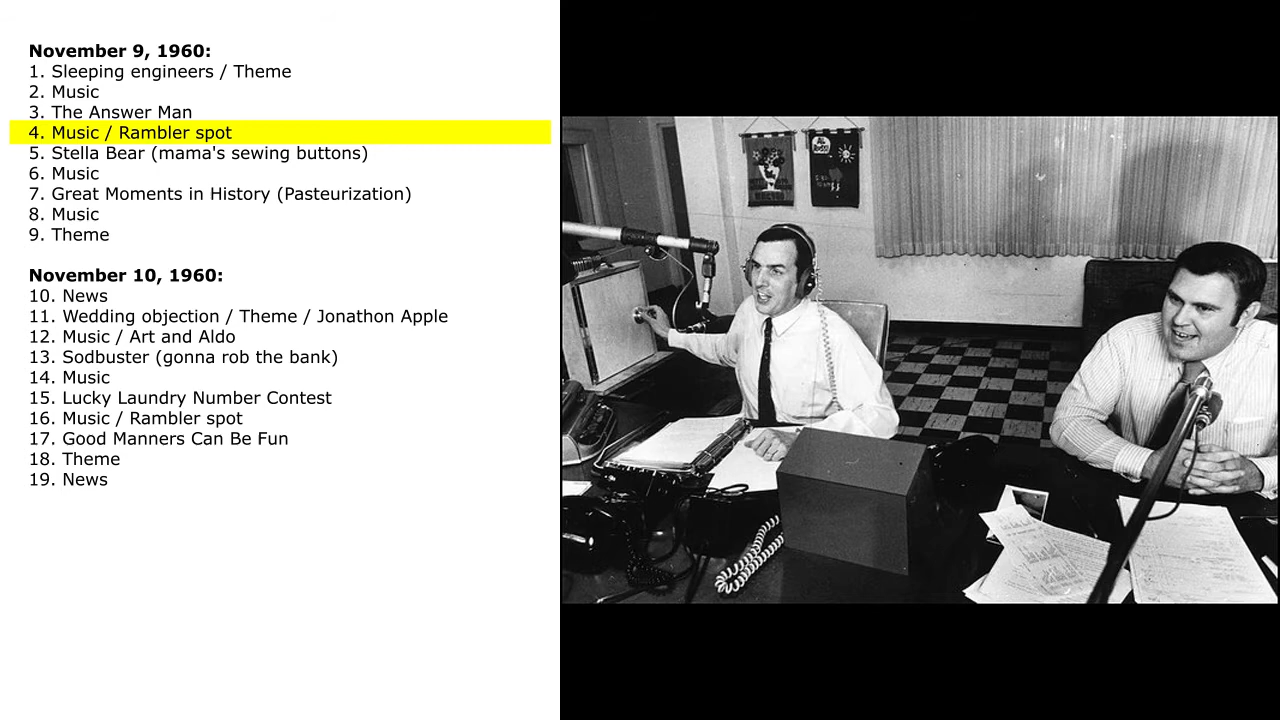 November 9, 1960:
1. Sleeping engineers / Theme
2. Music
3. The Answer Man
4. Music / Rambler spot
5. Stella Bear (mama's sewing buttons)
6. Music
7. Great Moments in History (Pasteurization)
8. Music
9. Theme
November 10, 1960:
10. News
11. Wedding objection / Theme / Jonathon Apple
12. Music / Art and Aldo
13. Sodbuster (gonna rob the bank)
14. Music
15. Lucky Laundry Number Contest
16. Music / Rambler spot
17. Good Manners Can Be Fun
18. Theme
19. News